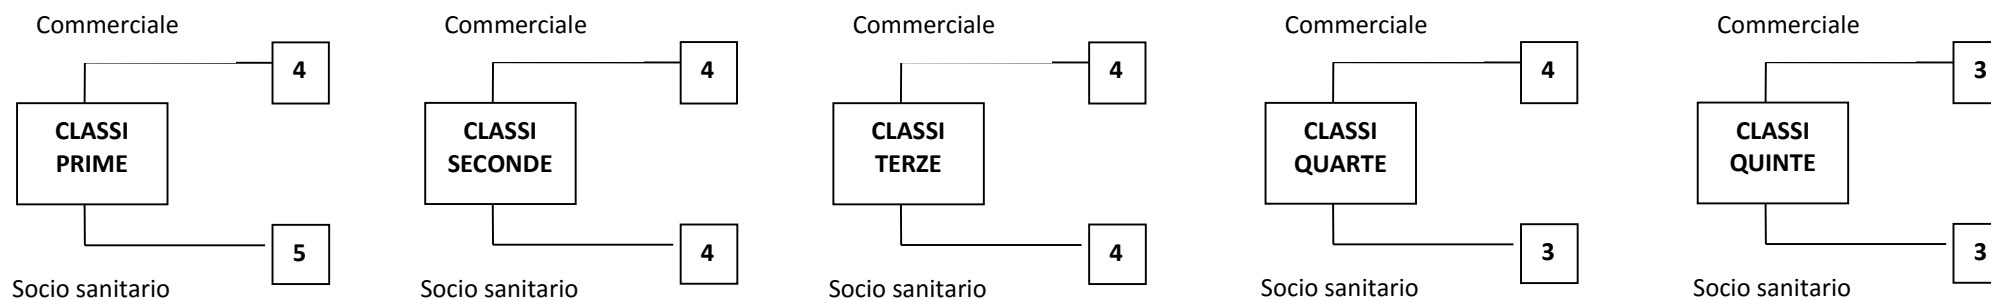 Commerciale
4
CLASSI
PRIME
5
Socio sanitario
Commerciale
4
CLASSI
SECONDE
4
Socio sanitario
Commerciale
4
CLASSI
TERZE
4
Socio sanitario
Commerciale
4
CLASSI
QUARTE
3
Socio sanitario
Commerciale
3
CLASSI
QUINTE
3
Socio sanitario